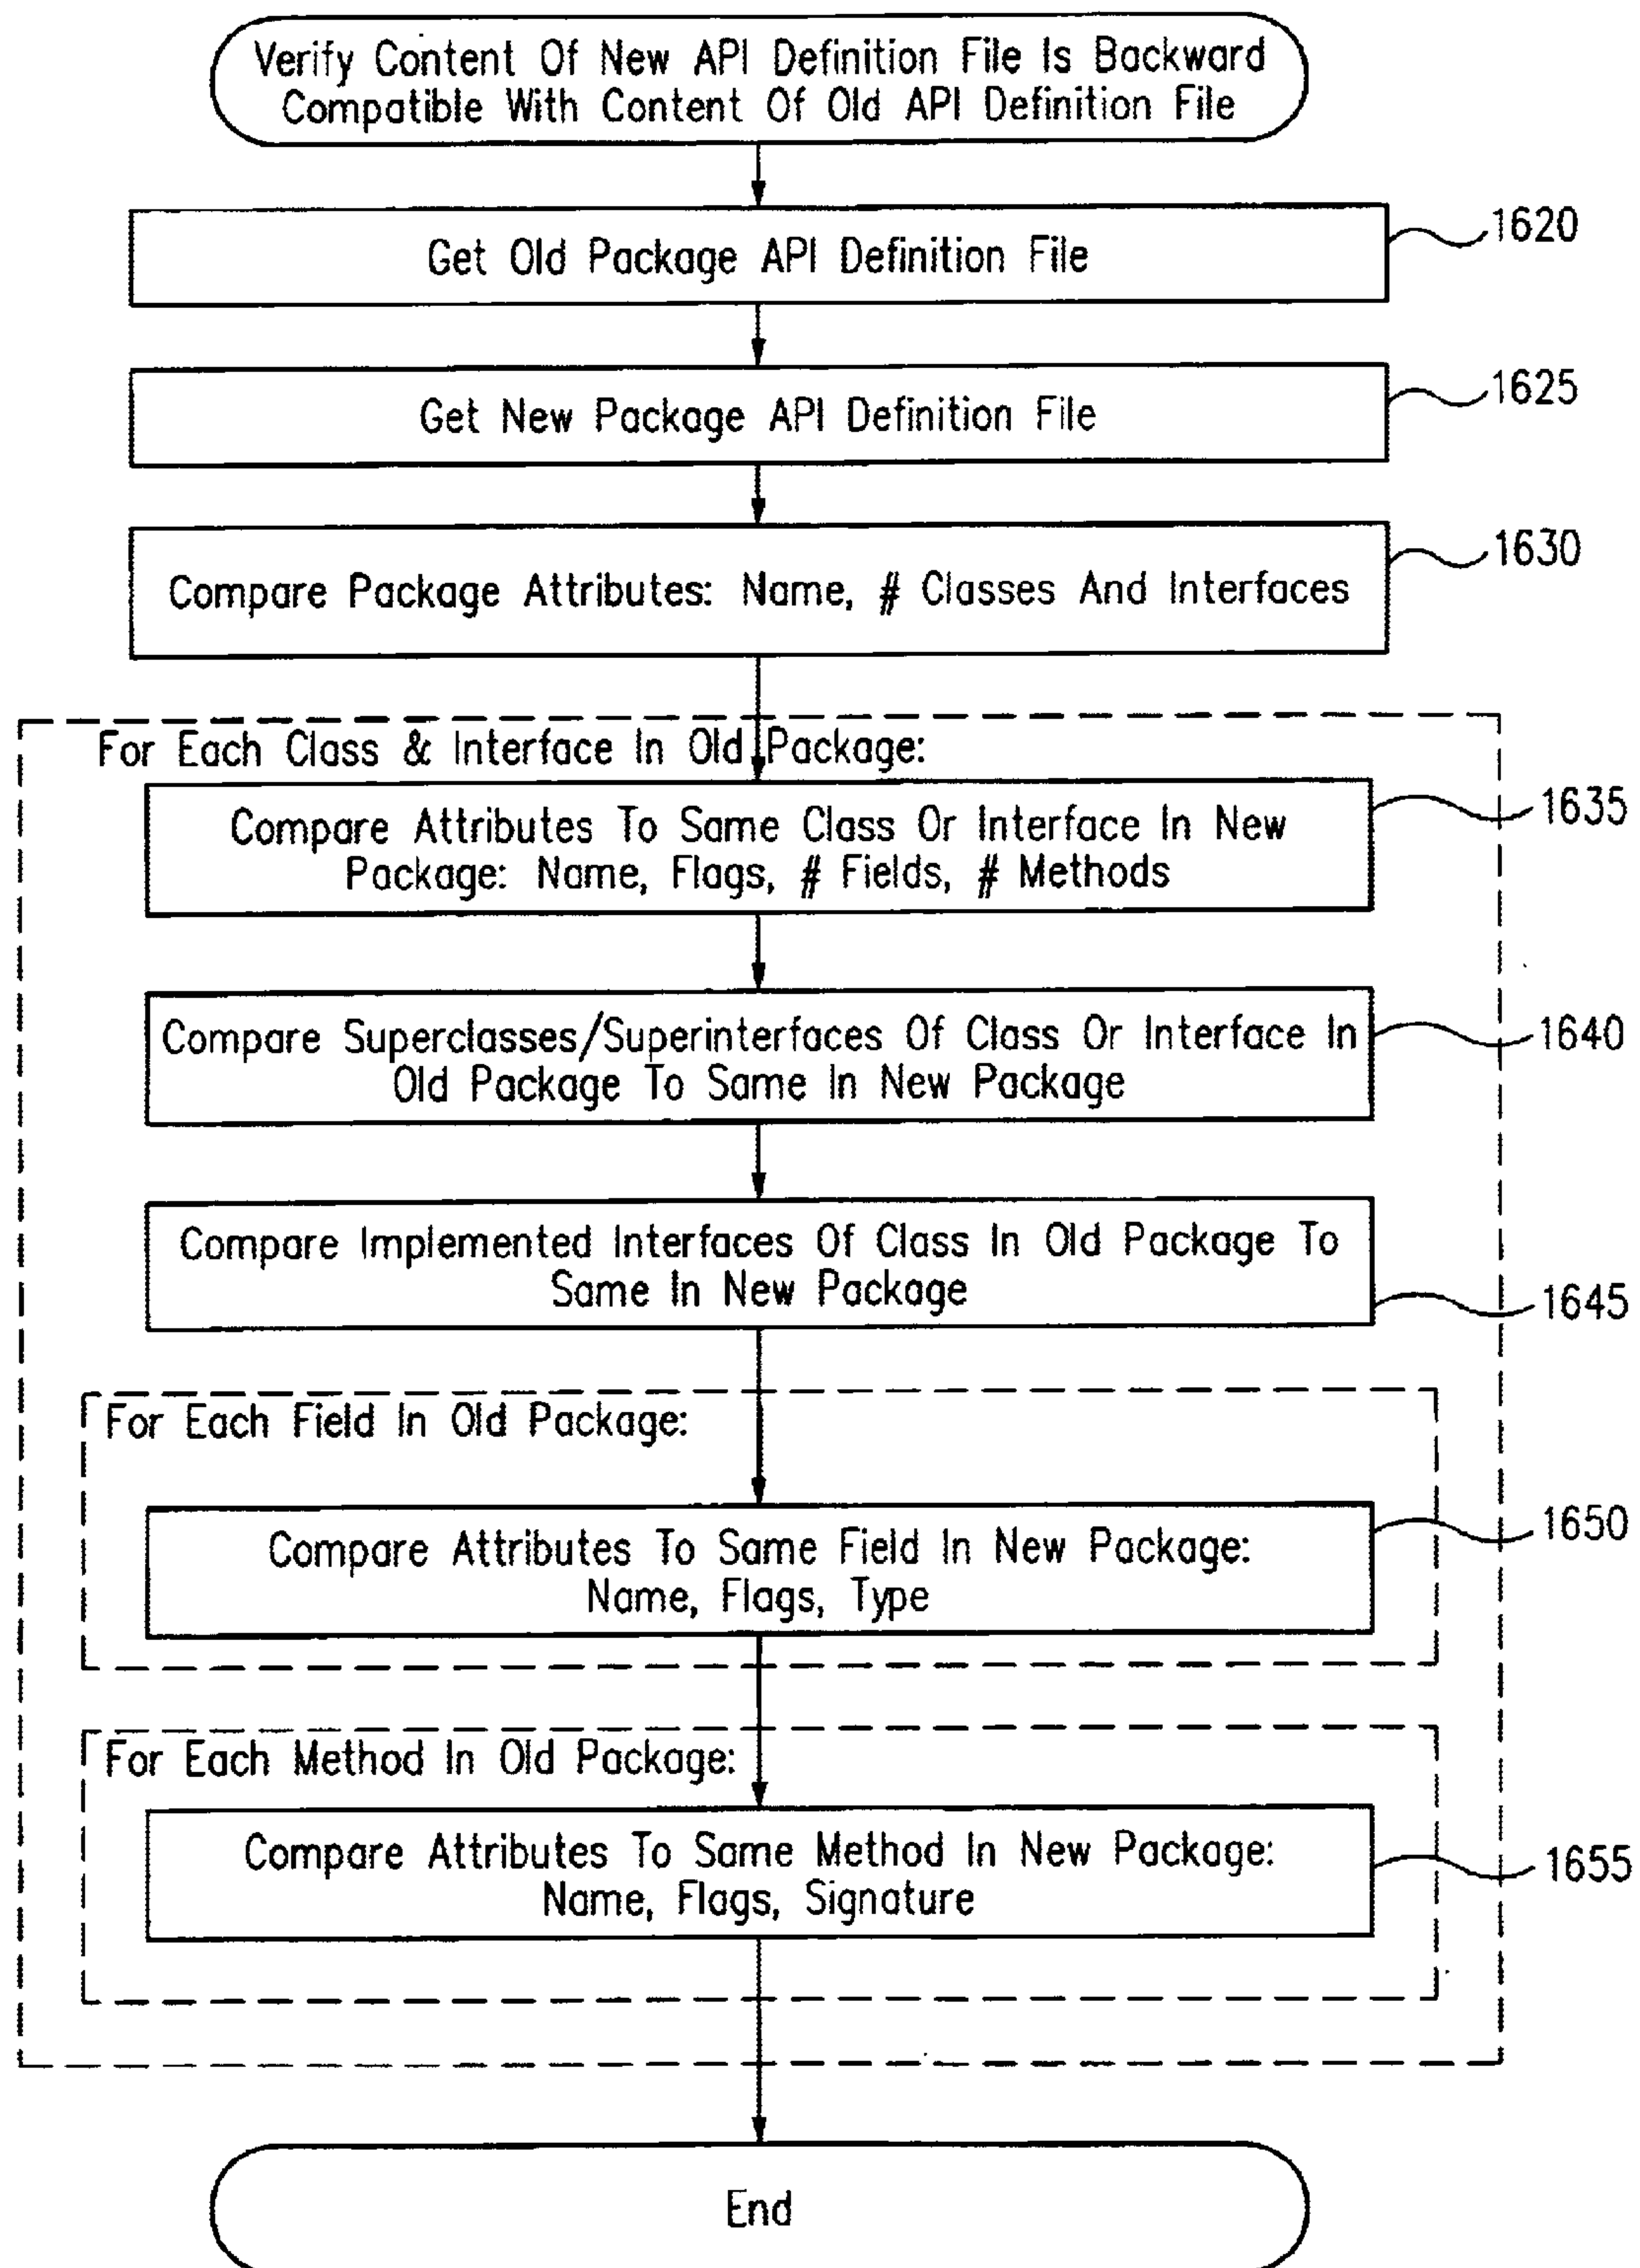 Verify Content Of New API Definition File Is Backward
Compatible With Content Of Old API Definition File
Get Old Package API Definition File
1620
Get New Package API Definition File
1625
Compare Package Attributes: Name, # Classes And Interfaces
1630
For Each Class & Interface In Old Package:
Compare Attributes To Same Class Or Interface In New
Package: Name, Flags, # Fields, # Methods
1635
Compare Superclasses/Superinterfaces Of Class Or Interface In
Old Package To Same In New Package
1640
Compare Implemented Interfaces Of Class In Old Package To
Same In New Package
1645
For Each Field In Old Package:
Compare Attributes To Same Field In New Package:
Name, Flags, Type
1650
For Each Method In Old Package:
Compare Attributes To Same Method In New Package:
Name, Flags, Signature
1655
End